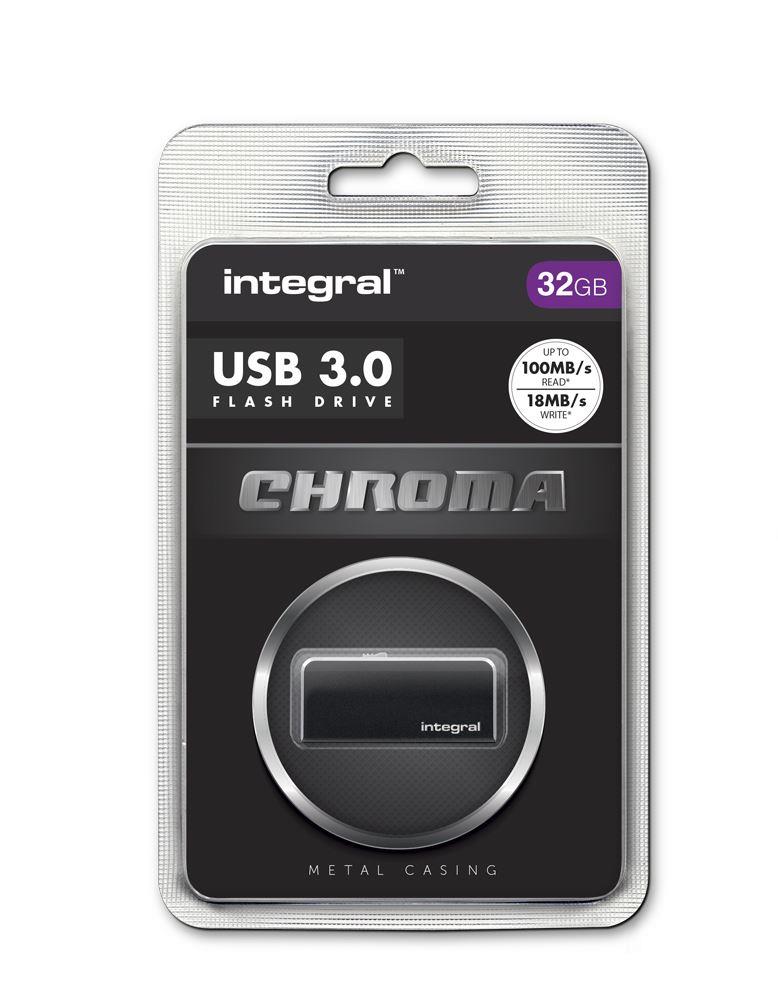 integral™
32GB
USB 3.0
FLASH DRIVE
UP TO
100MB/s
READ*
18MB/s
WRITE*
CHROMA
integral
METAL CASING